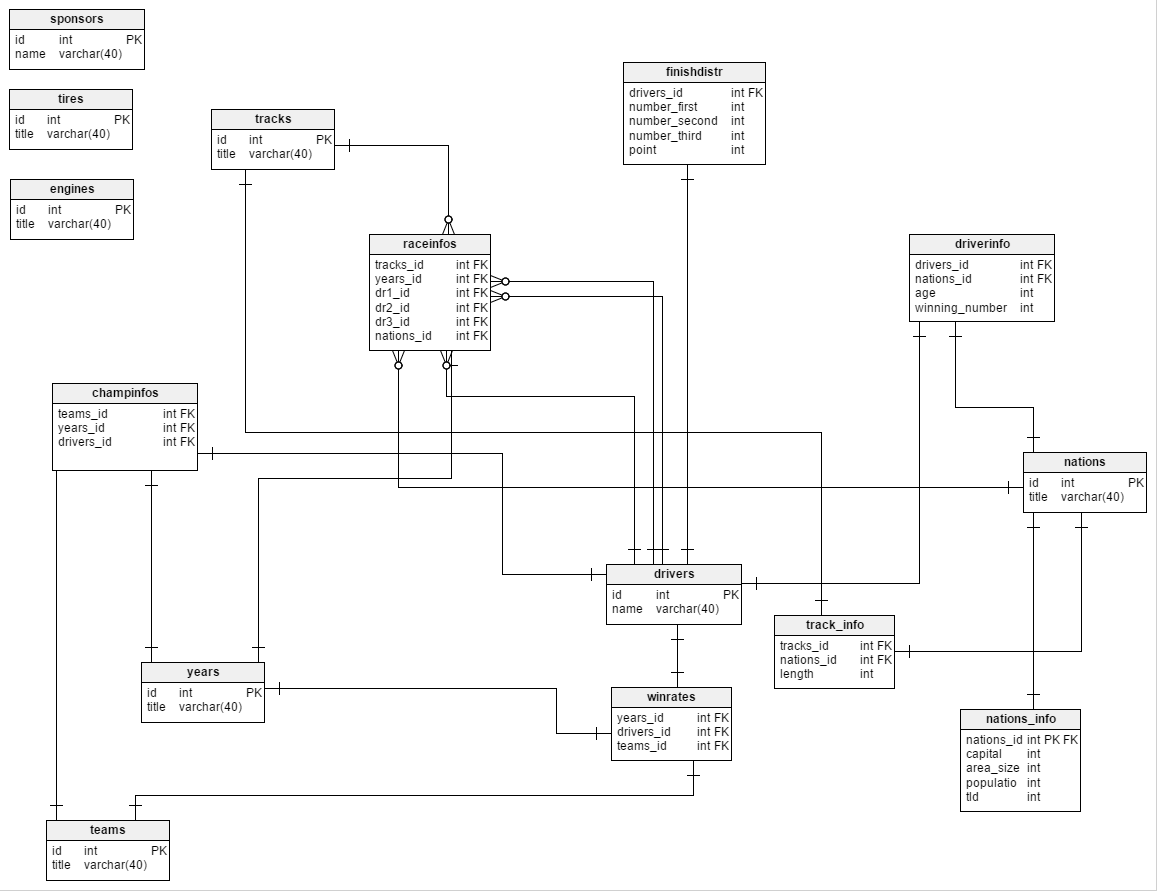 sponsors
id int PK
name varchar(40)
tires
id int PK
title varchar(40)
engines
id int PK
title varchar(40)
tracks
id int PK
title varchar(40)
finishdistr
drivers_id int FK
number_first int
number_second int
number_third int
point int
raceinfos
tracks_id int FK
years_id int FK
dr1_id int FK
dr2_id int FK
dr3_id int FK
nations_id int FK
driverinfo
drivers_id int FK
nations_id int FK
age int
winning_number int
champinfos
teams_id int FK
years_id int FK
drivers_id int FK
nations
id int PK
title varchar(40)
drivers
id int PK
name varchar(40)
track_info
tracks_id int FK
nations_id int FK
length int
years
id int PK
title varchar(40)
winrates
years_id int FK
drivers_id int FK
teams_id int FK
nations_info
nations_id int PK FK
capital int
area_size int
populatio int
tld int
teams
id int PK
title varchar(40)